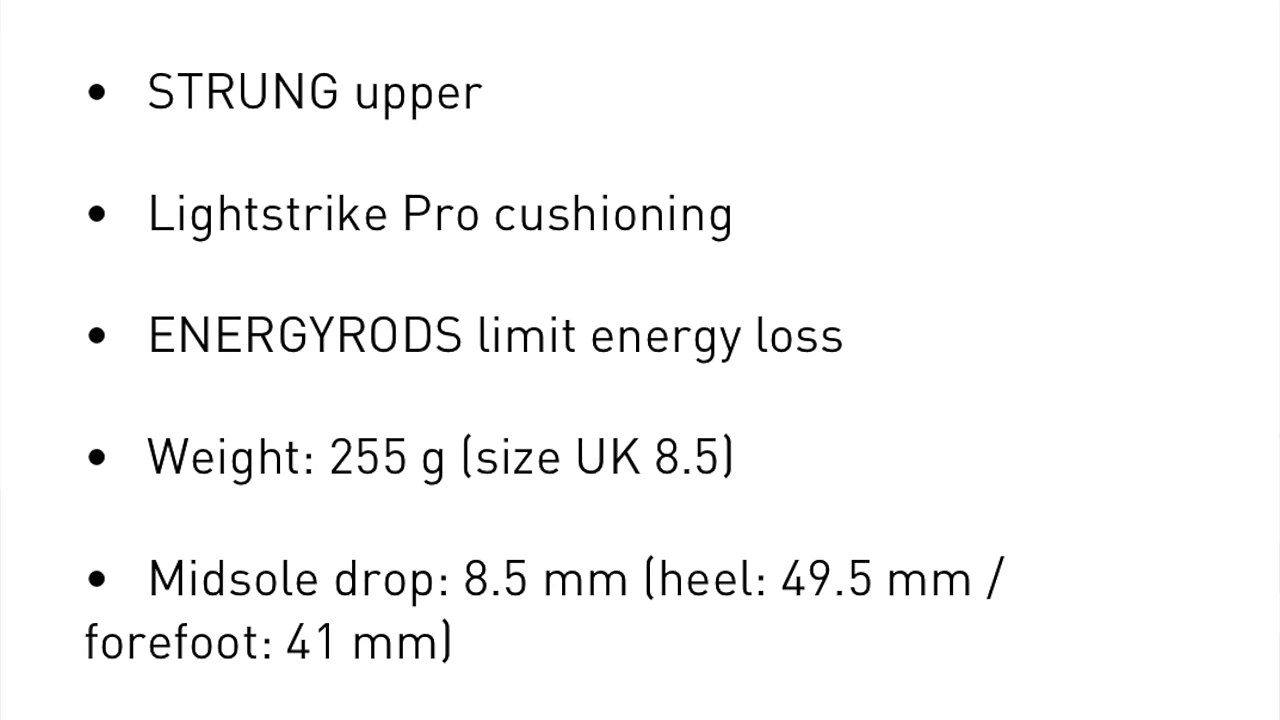 • STRUNG upper
• Lightstrike Pro cushioning
• ENERGYRODS limit energy loss
• Weight: 255 g (size UK 8.5)
• Midsole drop: 8.5 mm (heel: 49.5 mm /
forefoot: 41 mm)